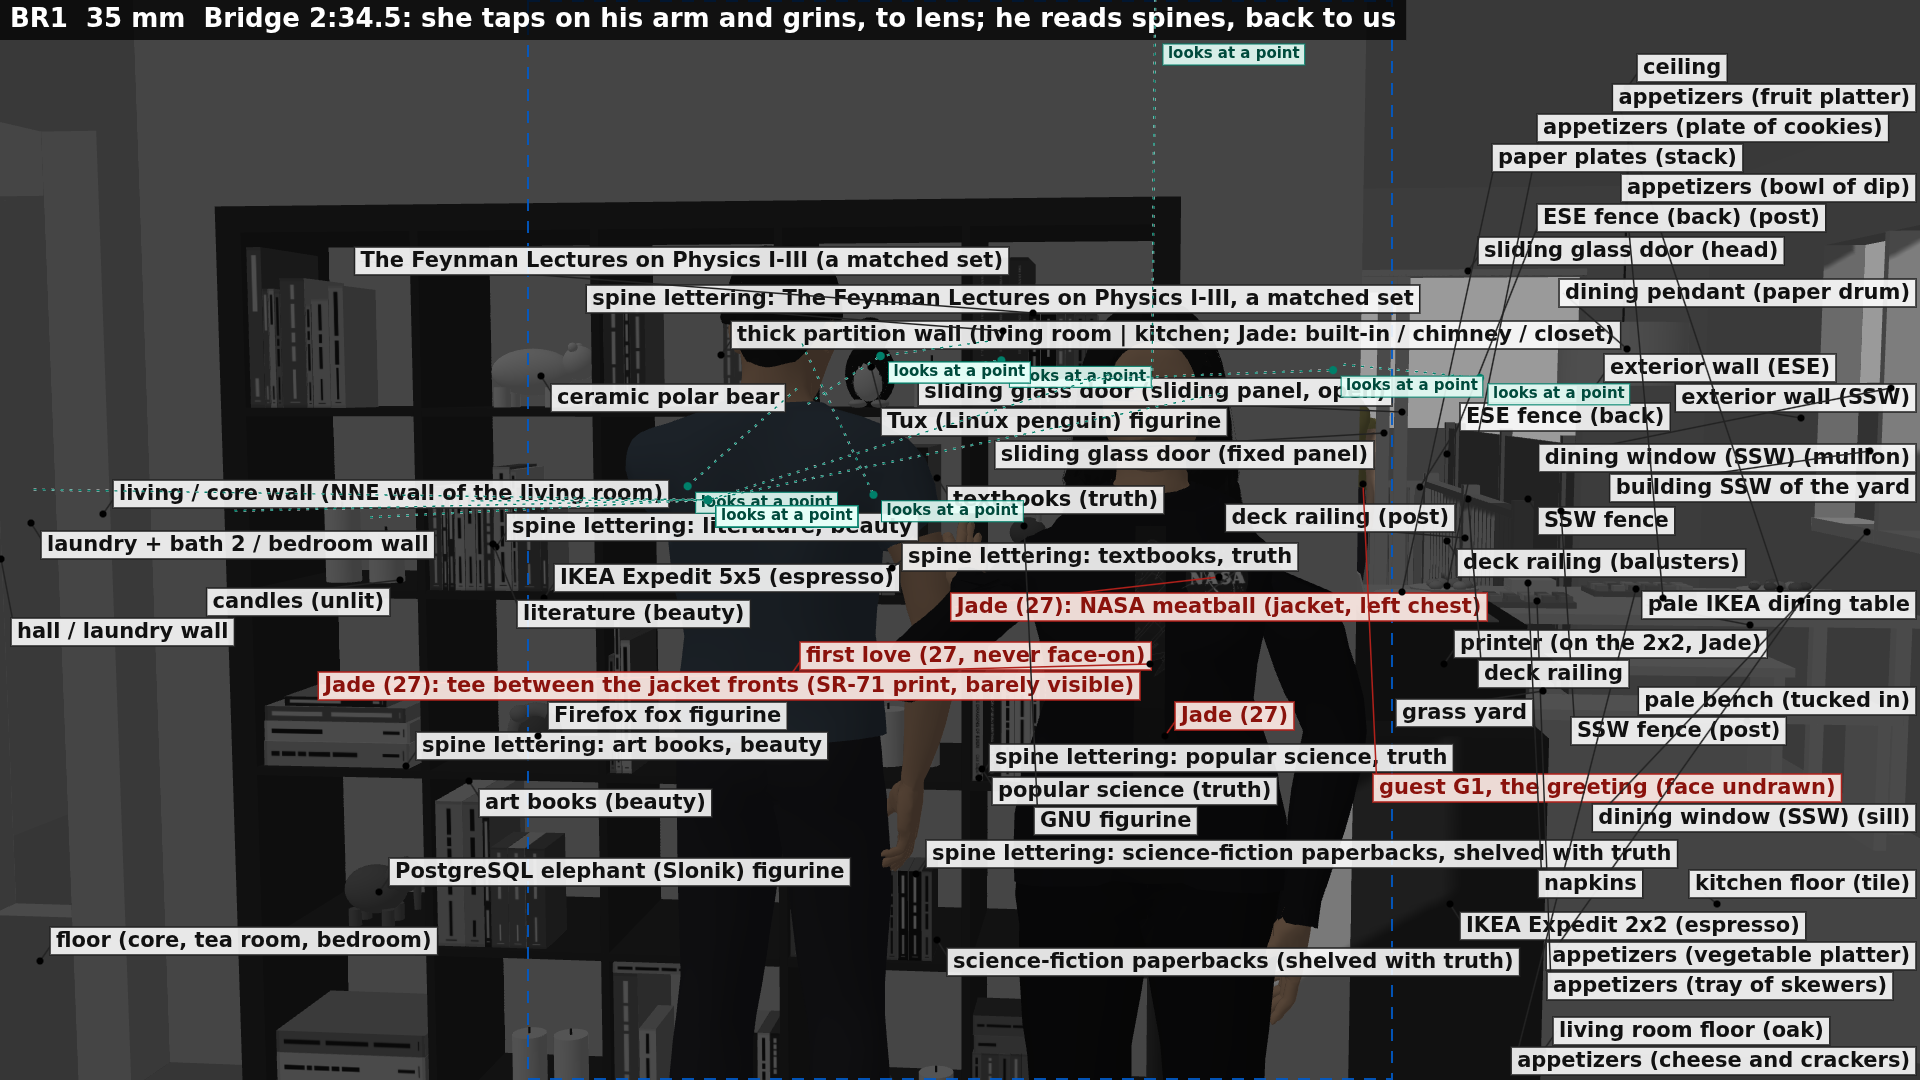 BR1  35 mm  Bridge 2:34.5: she taps on his arm and grins, to lens; he reads spines, back to us
looks at a point
ceiling
appetizers (fruit platter)
appetizers (plate of cookies)
paper plates (stack)
appetizers (bowl of dip)
ESE fence (back) (post)
sliding glass door (head)
The Feynman Lectures on Physics I-III (a matched set)
dining pendant (paper drum)
spine lettering: The Feynman Lectures on Physics I-III, a matched set
thick partition wall (living room | kitchen; Jade: built-in / chimney / closet)
exterior wall (ESE)
looks at a point
looks at a point
looks at a point
looks at a point
ceramic polar bear
sliding glass door (sliding panel, open)
exterior wall (SSW)
Tux (Linux penguin) figurine
ESE fence (back)
sliding glass door (fixed panel)
dining window (SSW) (mullion)
building SSW of the yard
living / core wall (NNE wall of the living room)
textbooks (truth)
looks at a point
looks at a point
looks at a point
deck railing (post)
SSW fence
spine lettering: literature, beauty
laundry + bath 2 / bedroom wall
spine lettering: textbooks, truth
deck railing (balusters)
IKEA Expedit 5x5 (espresso)
NASA
candles (unlit)
literature (beauty)
Jade (27): NASA meatball (jacket, left chest)
pale IKEA dining table
hall / laundry wall
first love (27, never face-on)
printer (on the 2x2, Jade)
deck railing
Jade (27): tee between the jacket fronts (SR-71 print, barely visible)
pale bench (tucked in)
Firefox fox figurine
Jade (27)
grass yard
SSW fence (post)
spine lettering: art books, beauty
spine lettering: popular science, truth
popular science (truth)
guest G1, the greeting (face undrawn)
art books (beauty)
GNU figurine
dining window (SSW) (sill)
spine lettering: science-fiction paperbacks, shelved with truth
PostgreSQL elephant (Slonik) figurine
napkins
kitchen floor (tile)
IKEA Expedit 2x2 (espresso)
floor (core, tea room, bedroom)
science-fiction paperbacks (shelved with truth)
appetizers (vegetable platter)
appetizers (tray of skewers)
living room floor (oak)
appetizers (cheese and crackers)